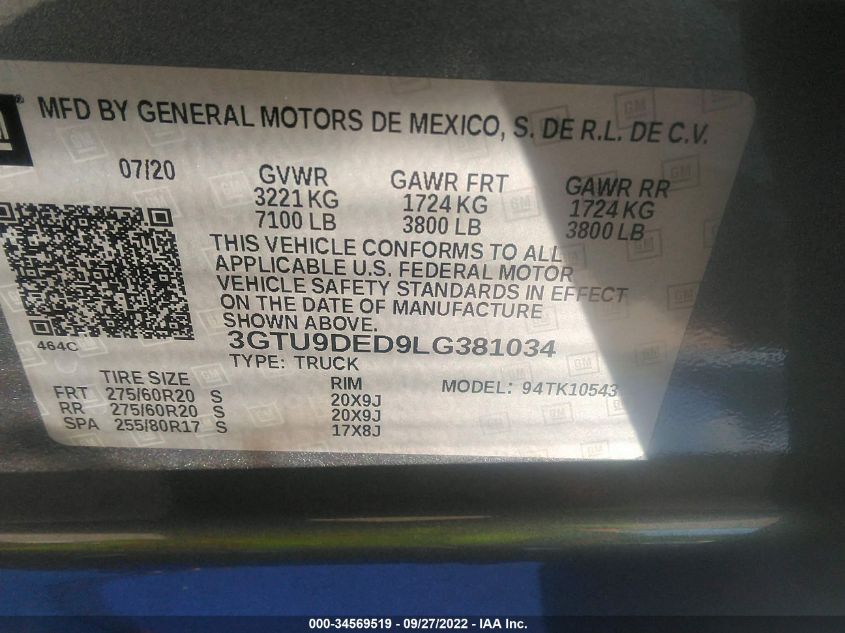 MFD BY GENERAL MOTORS DE MEXICO, S. DE R.L. DE C.V.
07/20 GVWR GAWR FRT GAWR RR
3221 KG 1724 KG 1724 KG
7100 LB 3800 LB 3800 LB
THIS VEHICLE CONFORMS TO ALL
APPLICABLE U.S. FEDERAL MOTOR
VEHICLE SAFETY STANDARDS IN EFFECT
ON THE DATE OF MANUFACTURE
SHOWN ABOVE.
464C
3GTU9DED9LG381034
TYPE: TRUCK
TIRE SIZE RIM MODEL: 94TK10543
FRT 275/60R20 S 20X9J
RR 275/60R20 S 20X9J
SPA 255/80R17 S 17X8J
000-34569519 - 09/27/2022 - IAA Inc.